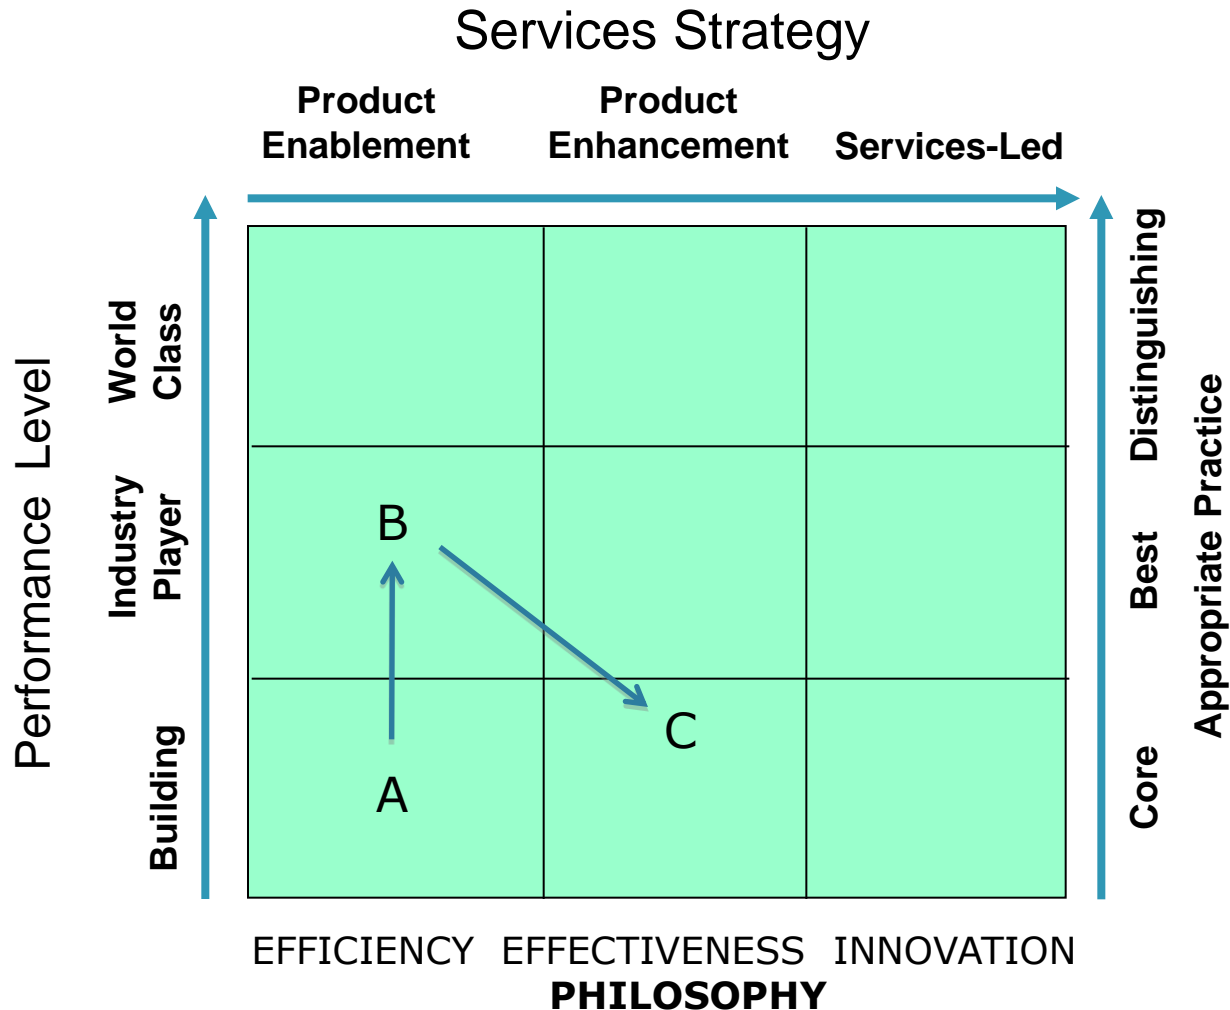 Services Strategy
Product
Enablement
Product
Enhancement
Services-Led
Performance Level
World
Class
Industry
Player
Building
B
A
C
Distinguishing
Best
Core
Appropriate Practice
EFFICIENCY
EFFECTIVENESS
INNOVATION
PHILOSOPHY